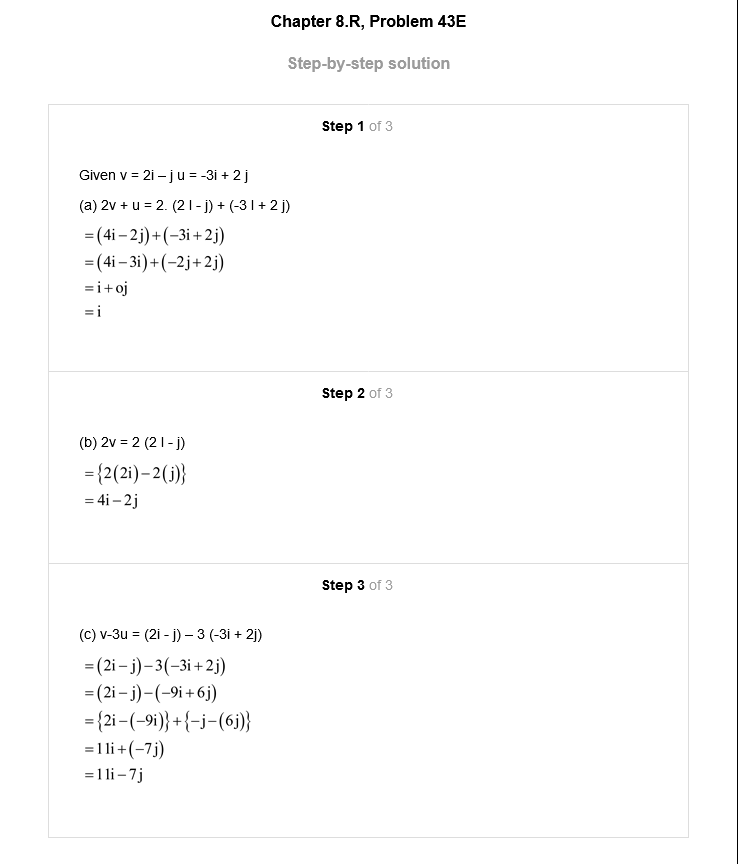 Chapter 8.R, Problem 43E
Step-by-step solution
Step 1 of 3
Given v = 2i – j u = -3i + 2 j
(a) 2v + u = 2. (2 l - j) + (-3 l + 2 j)
=(4i−2j)+(−3i+2j)
=(4i−3i)+(−2j+2j)
=i+oj
=i
Step 2 of 3
(b) 2v = 2 (2 l - j)
={2(2i)−2(j)}
=4i−2j
Step 3 of 3
(c) v-3u = (2i - j) – 3 (-3i + 2j)
=(2i−j)−3(−3i+2j)
=(2i−j)−(−9i+6j)
={2i−(−9i)}+{−j−(6j)}
=11i+(−7j)
=11i−7j